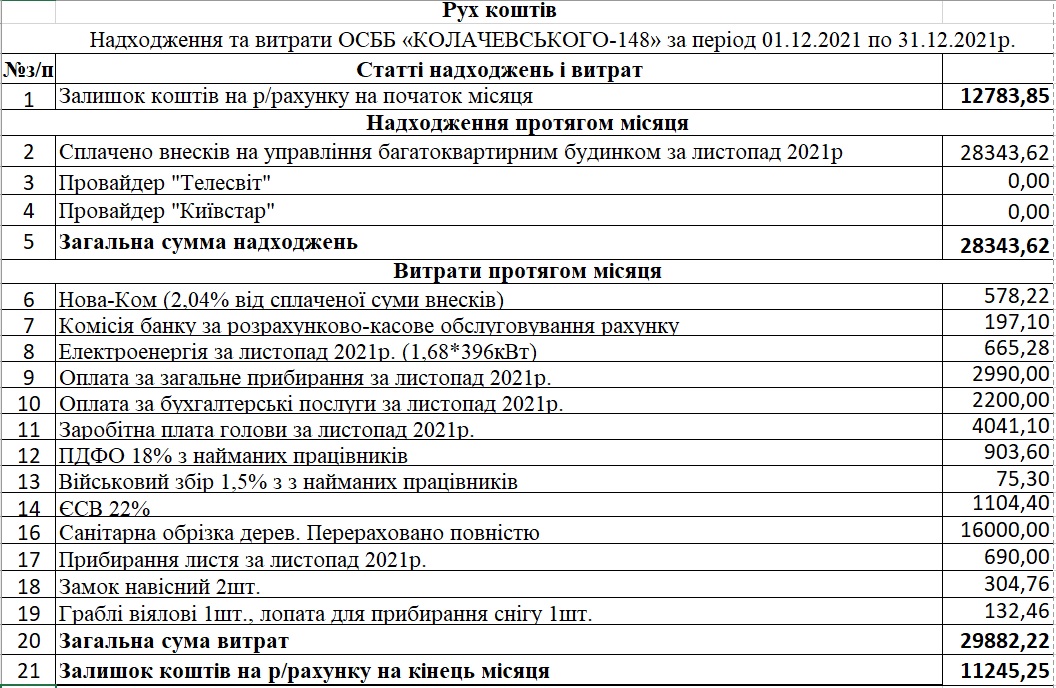 Рух коштів
Надходження та витрати ОСББ «КОЛАЧЕВСЬКОГО-148» за період 01.12.2021 по 31.12.2021р.
№з/п Статті надходжень і витрат
1 Залишок коштів на р/рахунку на початок місяця 12783,85
Надходження протягом місяця
2 Сплачено внесків на управління багатоквартирним будинком за листопад 2021р 28343,62
3 Провайдер "Телесвіт" 0,00
4 Провайдер "Київстар" 0,00
5 Загальна сумма надходжень 28343,62
Витрати протягом місяця
6 Нова-Ком (2,04% від сплаченої суми внесків) 578,22
7 Комісія банку за розрахунково-касове обслуговування рахунку 197,10
8 Електроенергія за листопад 2021р. (1,68*396кВт) 665,28
9 Оплата за загальне прибирання за листопад 2021р. 2990,00
10 Оплата за бухгалтерські послуги за листопад 2021р. 2200,00
11 Заробітна плата голови за листопад 2021р. 4041,10
12 ПДФО 18% з найманих працівників 903,60
13 Військовий збір 1,5% з з найманих працівників 75,30
14 ЄСВ 22% 1104,40
16 Санітарна обрізка дерев. Перераховано повністю 16000,00
17 Прибирання листя за листопад 2021р. 690,00
18 Замок навісний 2шт. 304,76
19 Граблі віялові 1шт., лопата для прибирання снігу 1шт. 132,46
20 Загальна сума витрат 29882,22
21 Залишок коштів на р/рахунку на кінець місяця 11245,25